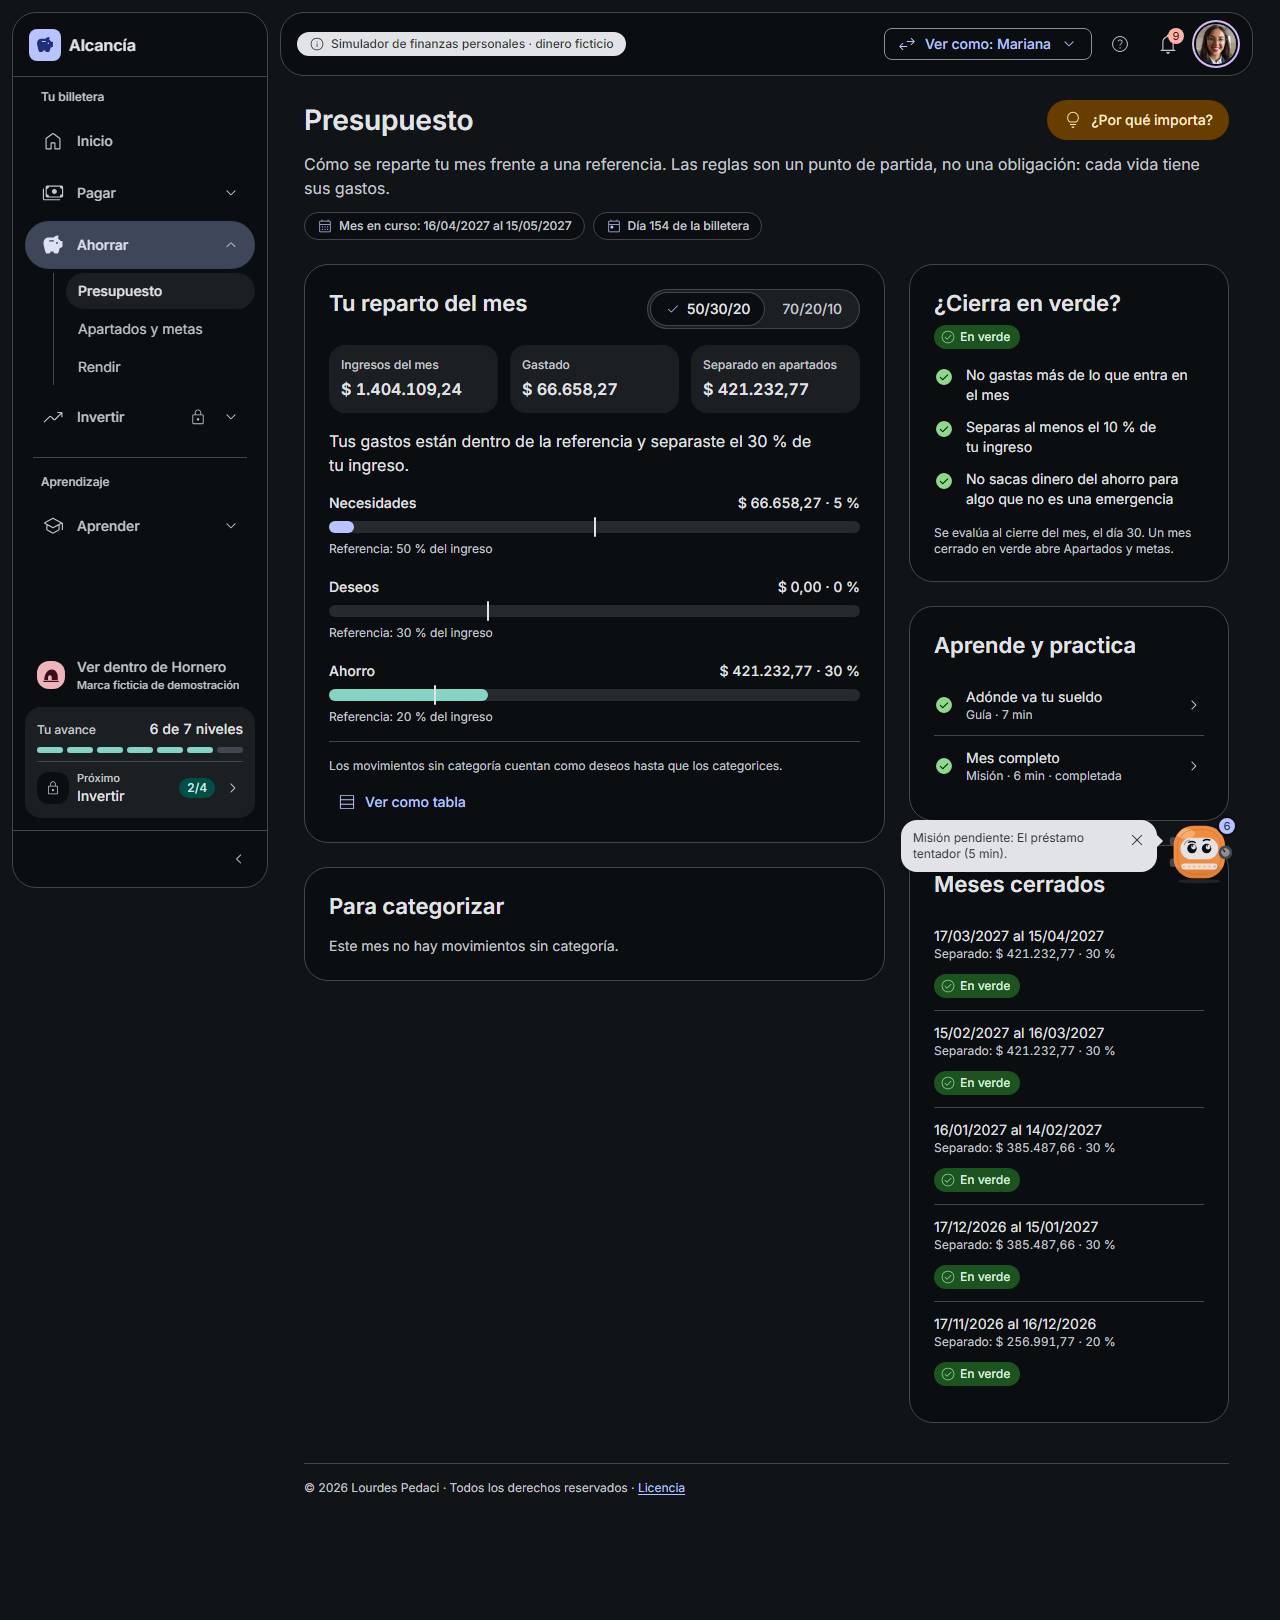 Alcancía
Tu billetera
Inicio
Pagar
Ahorrar
Presupuesto
Apartados y metas
Rendir
Invertir
Aprendizaje
Aprender
Ver dentro de Hornero
Marca ficticia de demostración
Tu avance
6 de 7 niveles
Próximo
Invertir
2/4
Simulador de finanzas personales · dinero ficticio
Ver como: Mariana
9
Presupuesto
¿Por qué importa?
Cómo se reparte tu mes frente a una referencia. Las reglas son un punto de partida, no una obligación: cada vida tiene
sus gastos.
Mes en curso: 16/04/2027 al 15/05/2027
Día 154 de la billetera
Tu reparto del mes
50/30/20
70/20/10
Ingresos del mes
$ 1.404.109,24
Gastado
$ 66.658,27
Separado en apartados
$ 421.232,77
Tus gastos están dentro de la referencia y separaste el 30 % de
tu ingreso.
Necesidades
$ 66.658,27 · 5 %
Referencia: 50 % del ingreso
Deseos
$ 0,00 · 0 %
Referencia: 30 % del ingreso
Ahorro
$ 421.232,77 · 30 %
Referencia: 20 % del ingreso
Los movimientos sin categoría cuentan como deseos hasta que los categorices.
Ver como tabla
Para categorizar
Este mes no hay movimientos sin categoría.
¿Cierra en verde?
En verde
No gastas más de lo que entra en
el mes
Separas al menos el 10 % de
tu ingreso
No sacas dinero del ahorro para
algo que no es una emergencia
Se evalúa al cierre del mes, el día 30. Un mes
cerrado en verde abre Apartados y metas.
Aprende y practica
Adónde va tu sueldo
Guía · 7 min
Mes completo
Misión · 6 min · completada
Misión pendiente: El préstamo
tentador (5 min).
6
Meses cerrados
17/03/2027 al 15/04/2027
Separado: $ 421.232,77 · 30 %
En verde
15/02/2027 al 16/03/2027
Separado: $ 421.232,77 · 30 %
En verde
16/01/2027 al 14/02/2027
Separado: $ 385.487,66 · 30 %
En verde
17/12/2026 al 15/01/2027
Separado: $ 385.487,66 · 30 %
En verde
17/11/2026 al 16/12/2026
Separado: $ 256.991,77 · 20 %
En verde
© 2026 Lourdes Pedaci · Todos los derechos reservados · Licencia